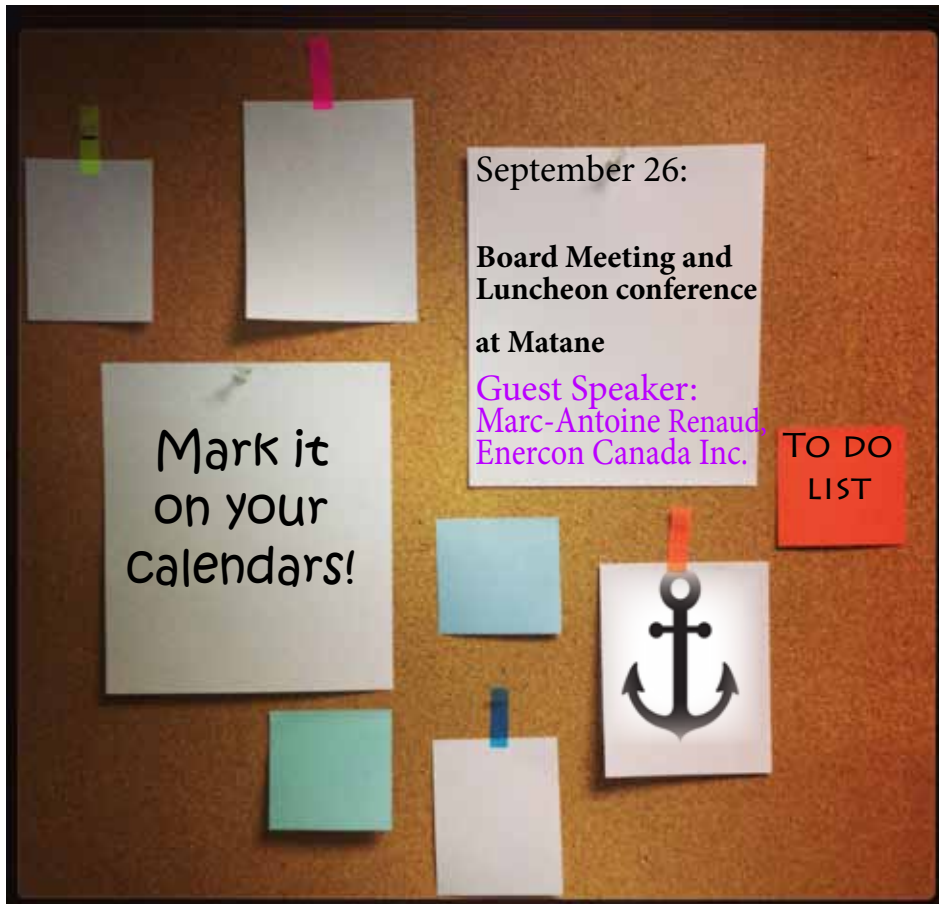 September 26:
Board Meeting and
Luncheon conference
at Matane
Guest Speaker:
Marc-Antoine Renaud,
Enercon Canada Inc.
Mark it
on your
calendars!
TO DO
LIST